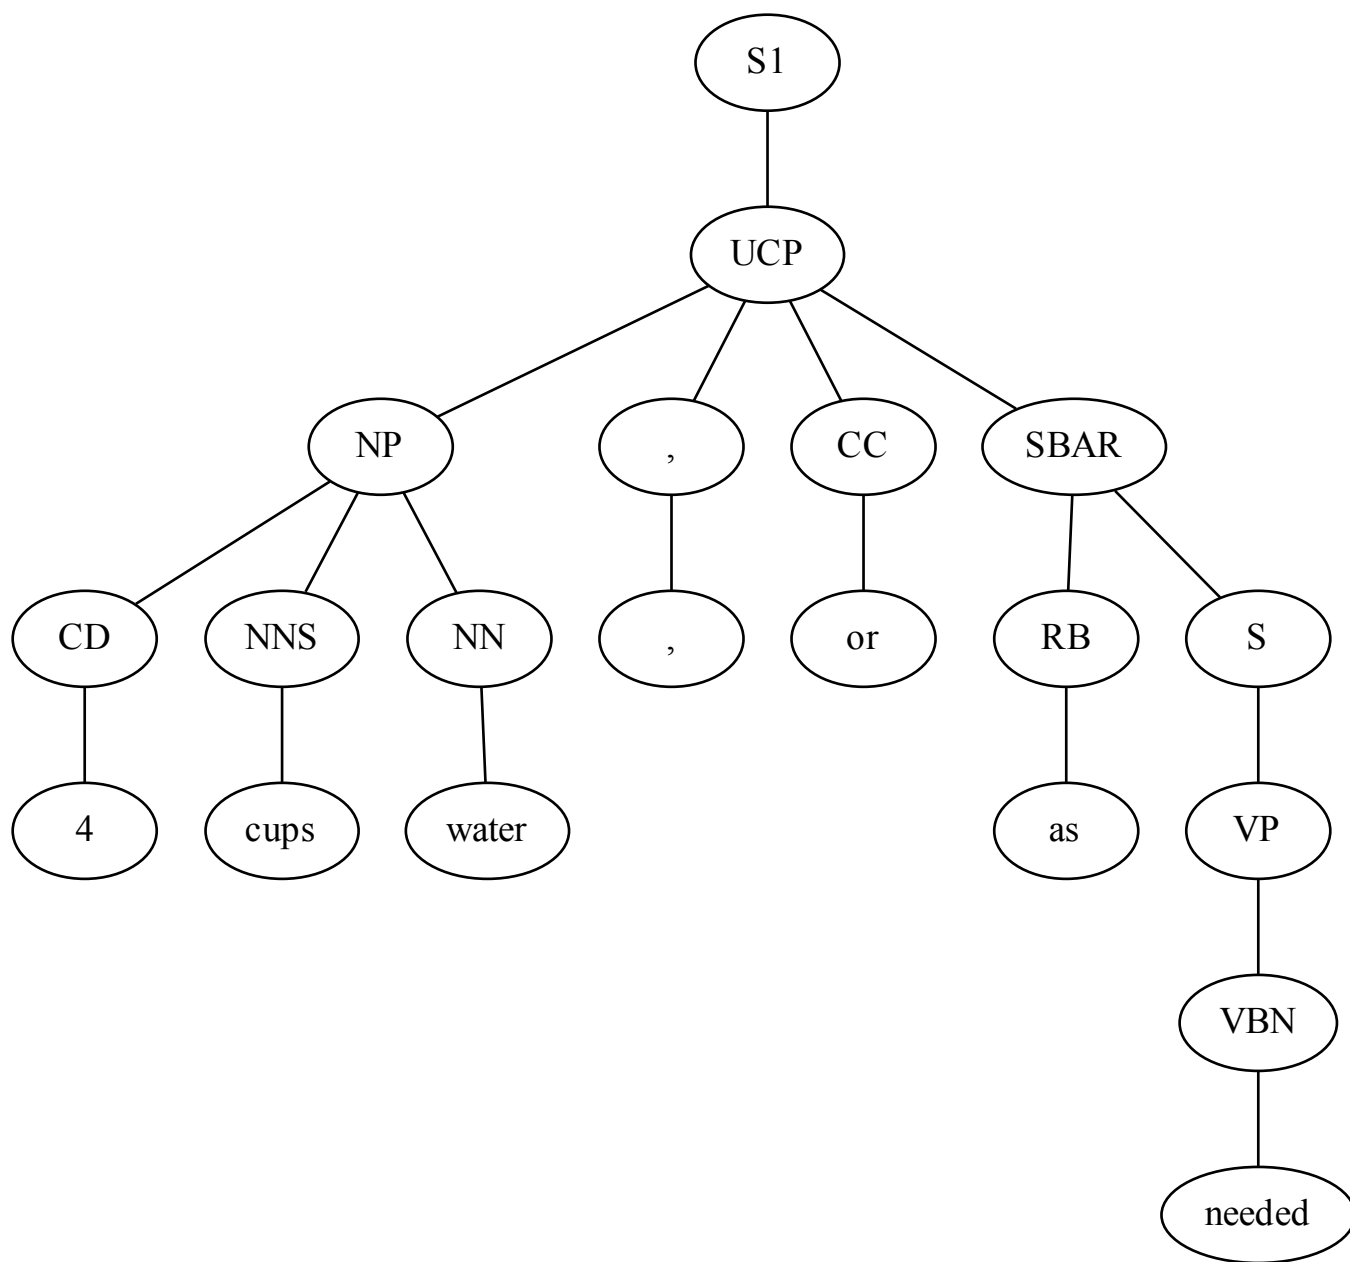 S1
UCP
NP , CC SBAR
CD NNS NN , or RB S
4 cups water as VP
VBN
needed